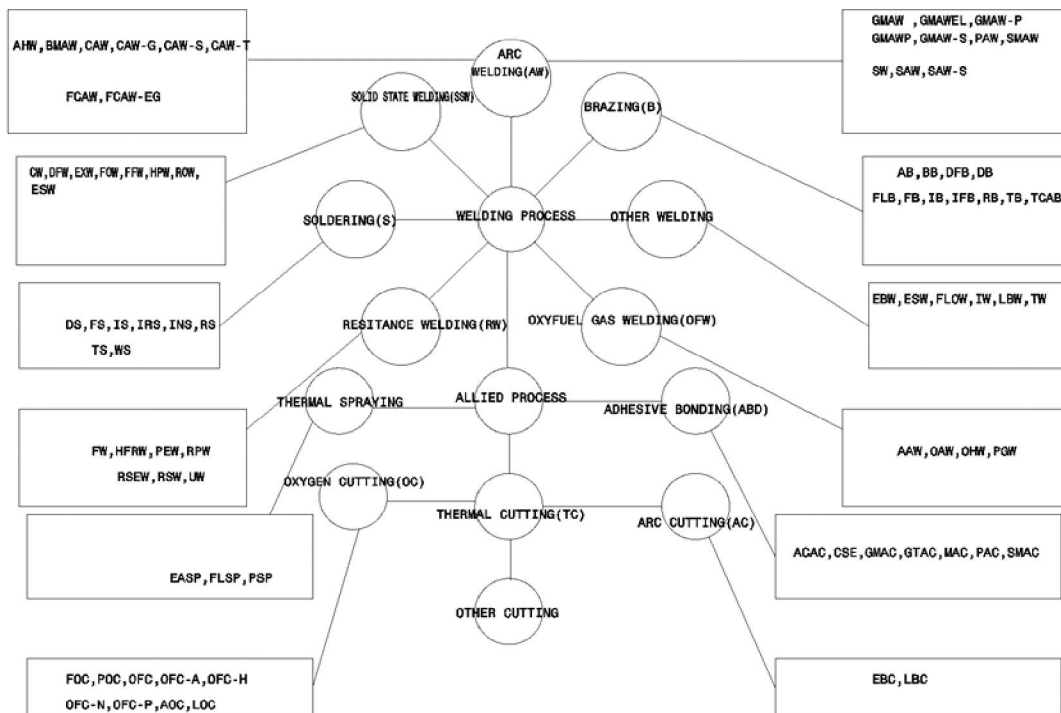 AHW,BMAW,CAW,CAW-G,CAW-S,CAW-T
FCAW,FCAW-EG
ARC
WELDING(AW)
GMAW ,GMAWEL,GMAW-P
GMAWP,GMAW-S,PAW,SMAW
SW,SAW,SAW-S
SOLID STATE WELDING(SSW)
BRAZING(B)
CW,DFW,EXW,FOW,FFW,HPW,ROW,
ESW
AB,BB,DFB,DB
FLB,FB,IB,IFB,RB,TB,TCAB
SOLDERING(S)
WELDING PROCESS
OTHER WELDING
DS,FS,IS,IRS,INS,RS
TS,WS
RESITANCE WELDING(RW)
OXYFUEL GAS WELDING(OFW)
EBW,ESW,FLOW,IW,LBW,TW
THERMAL SPRAYING
ALLIED PROCESS
ADHESIVE BONDING(ABD)
FW,HFRW,PEW,RPW
RSEW,RSW,UW
AAW,OAW,OHW,PGW
OXYGEN CUTTING(OC)
THERMAL CUTTING(TC)
ARC CUTTING(AC)
EASP,FLSP,PSP
ACAC,CSE,GMAC,GTAC,MAC,PAC,SMAC
OTHER CUTTING
FOC,POC,OFC,OFC-A,OFC-H
OFC-N,OFC-P,AOC,LOC
EBC,LBC